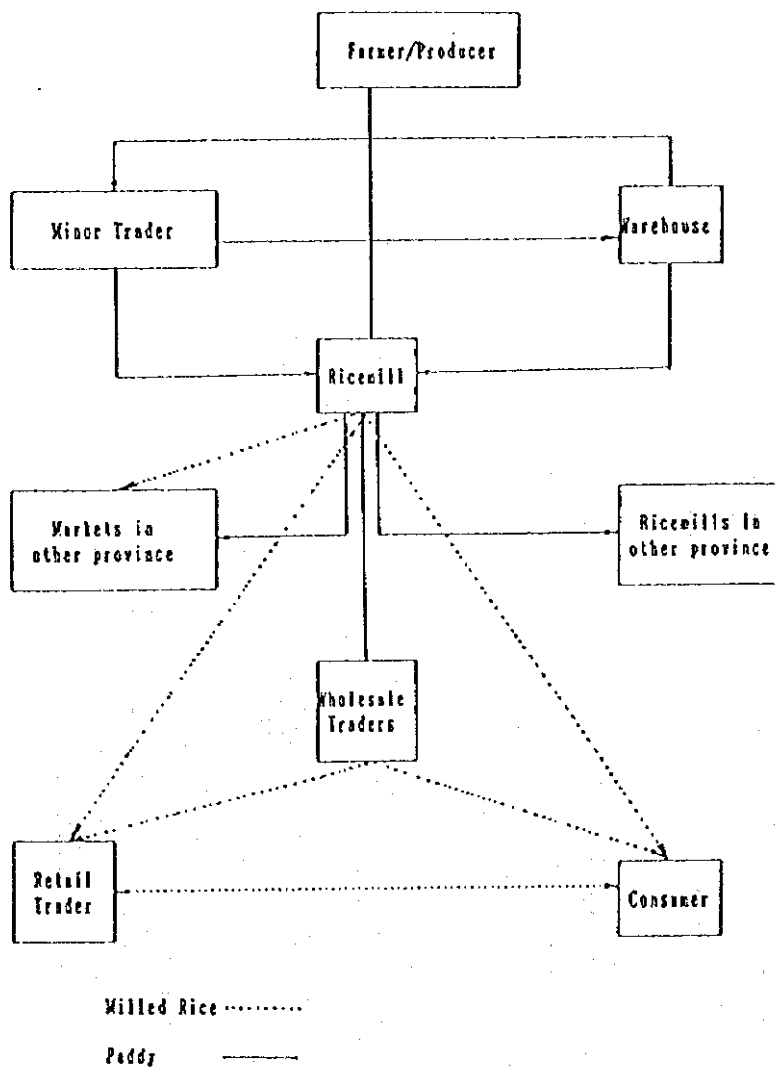 Farmer/Producer
Minor Trader
Warehouse
Ricemill
Markets in
other province
Ricemills in
other province
Wholesale
Traders
Retail
Trader
Consumer
Milled Rice
Paddy